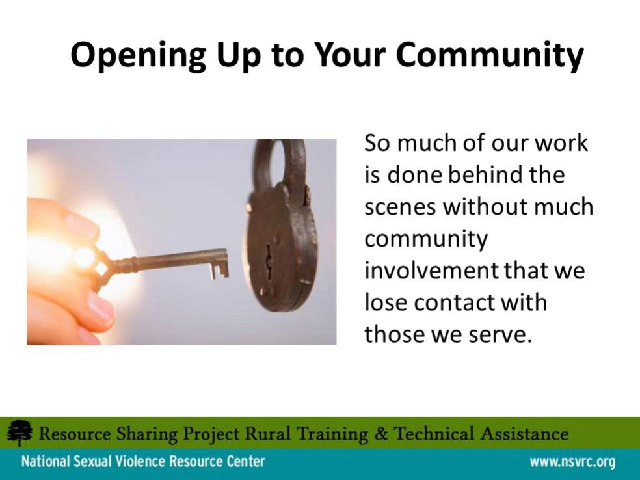 Opening Up to Your Community
So much of our work
is done behind the
scenes without much
community
involvement that we
lose contact with
those we serve.
Resource Sharing Project Rural Training & Technical Assistance
National Sexual Violence Resource Center www.nsvrc.org